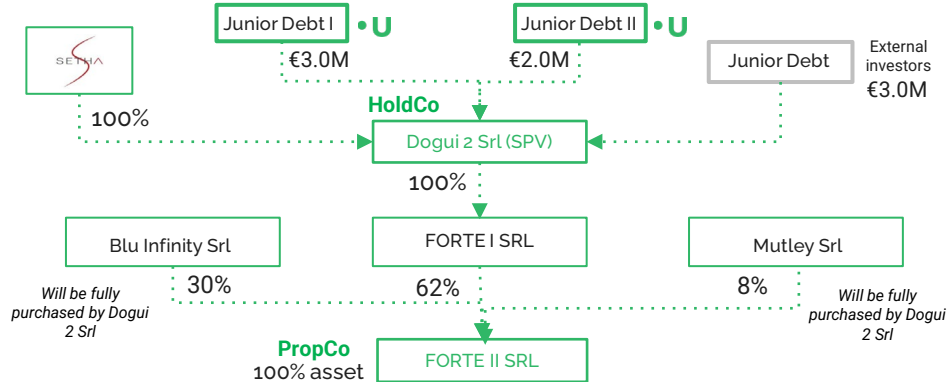 Junior Debt I
U
Junior Debt II
U
€3.0M
€2.0M
Junior Debt
External
investors
€3.0M
SETHA
100%
HoldCo
Dogui 2 Srl (SPV)
100%
Blu Infinity Srl
FORTE I SRL
Mutley Srl
30%
62%
8%
Will be fully
purchased by Dogui
2 Srl
Will be fully
purchased by Dogui
2 Srl
PropCo
100% asset
FORTE II SRL